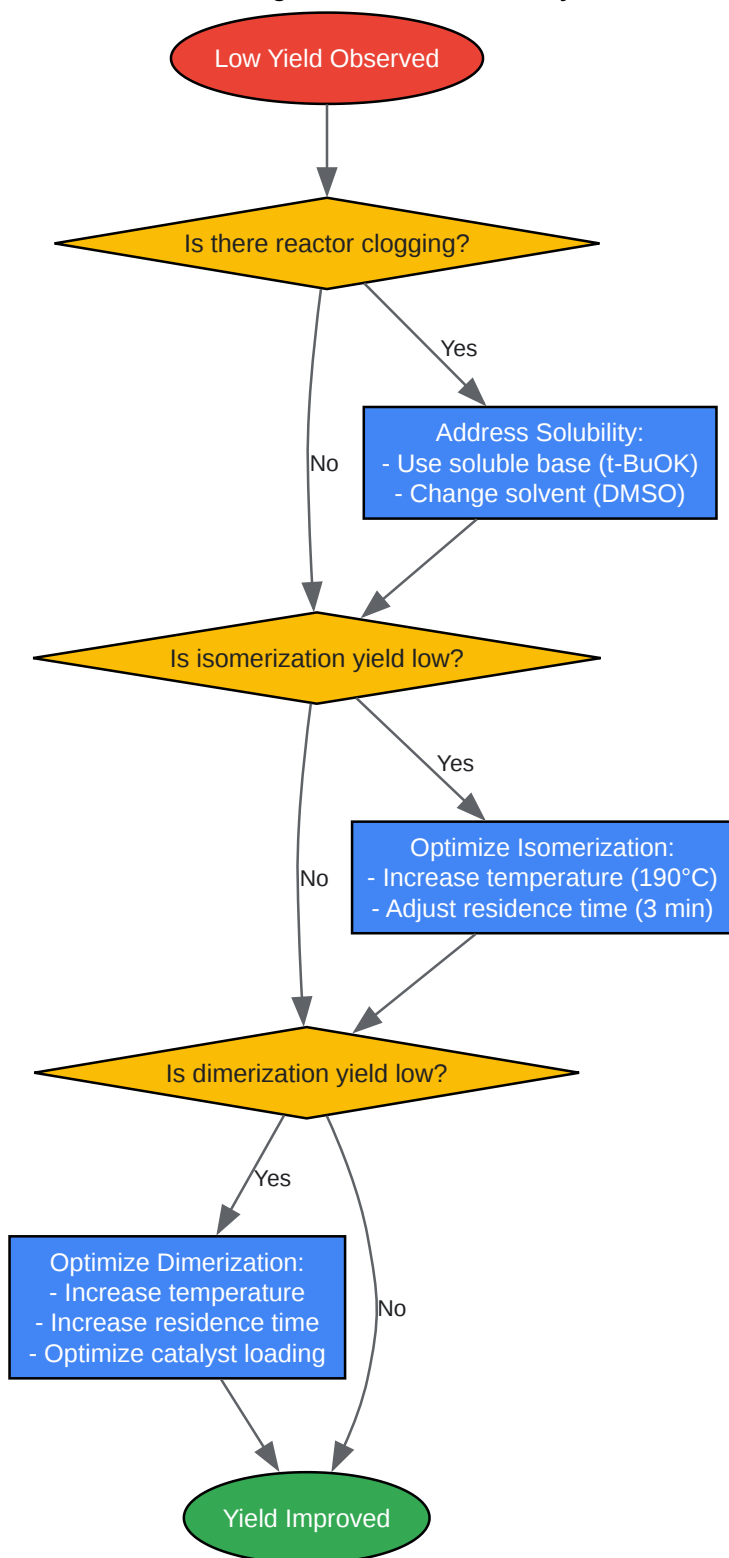 Low Yield Observed
Is there reactor clogging?
Yes
Address Solubility:
- Use soluble base (t-BuOK)
- Change solvent (DMSO)
No
Is isomerization yield low?
Yes
Optimize Isomerization:
- Increase temperature (190°C)
- Adjust residence time (3 min)
No
Is dimerization yield low?
Yes
Optimize Dimerization:
- Increase temperature
- Increase residence time
- Optimize catalyst loading
No
Yield Improved